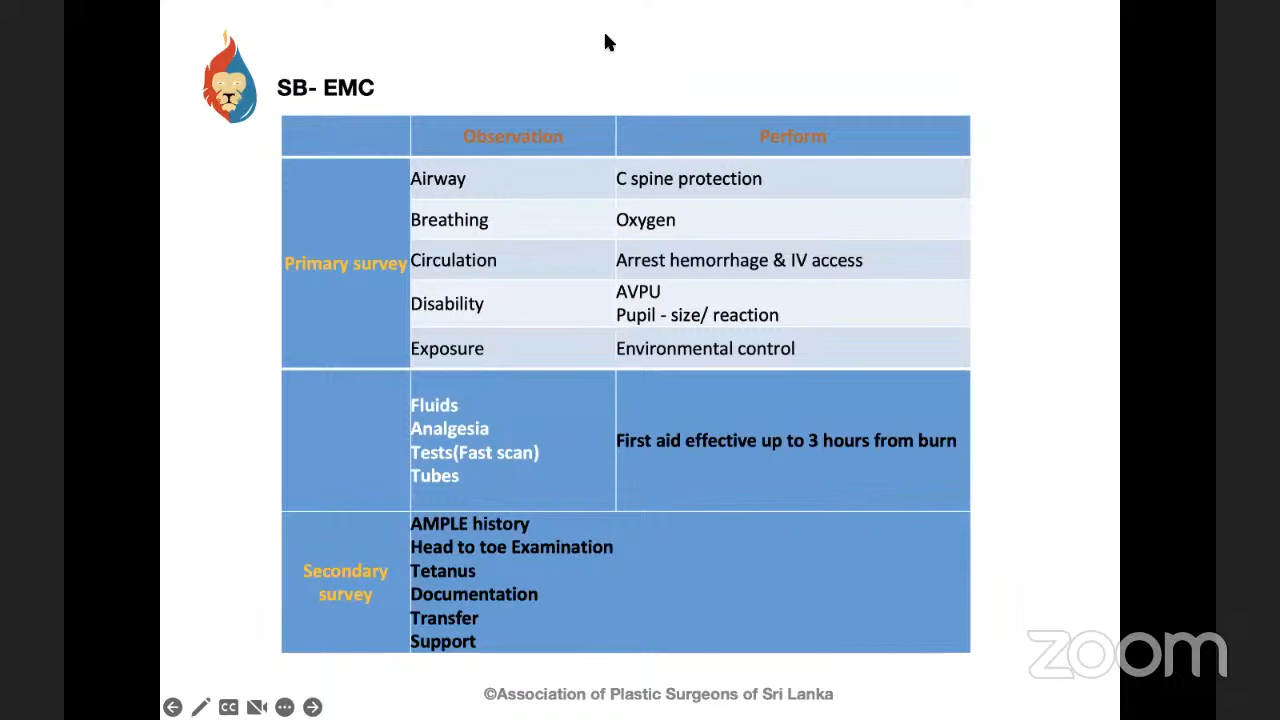 SB- EMC
Observation Perform
Primary survey
Airway C spine protection
Breathing Oxygen
Circulation Arrest hemorrhage & IV access
Disability AVPU
Pupil - size/ reaction
Exposure Environmental control
Fluids
Analgesia
Tests(Fast scan)
Tubes
First aid effective up to 3 hours from burn
Secondary
survey
AMPLE history
Head to toe Examination
Tetanus
Documentation
Transfer
Support
zoom
©Association of Plastic Surgeons of Sri Lanka
CC